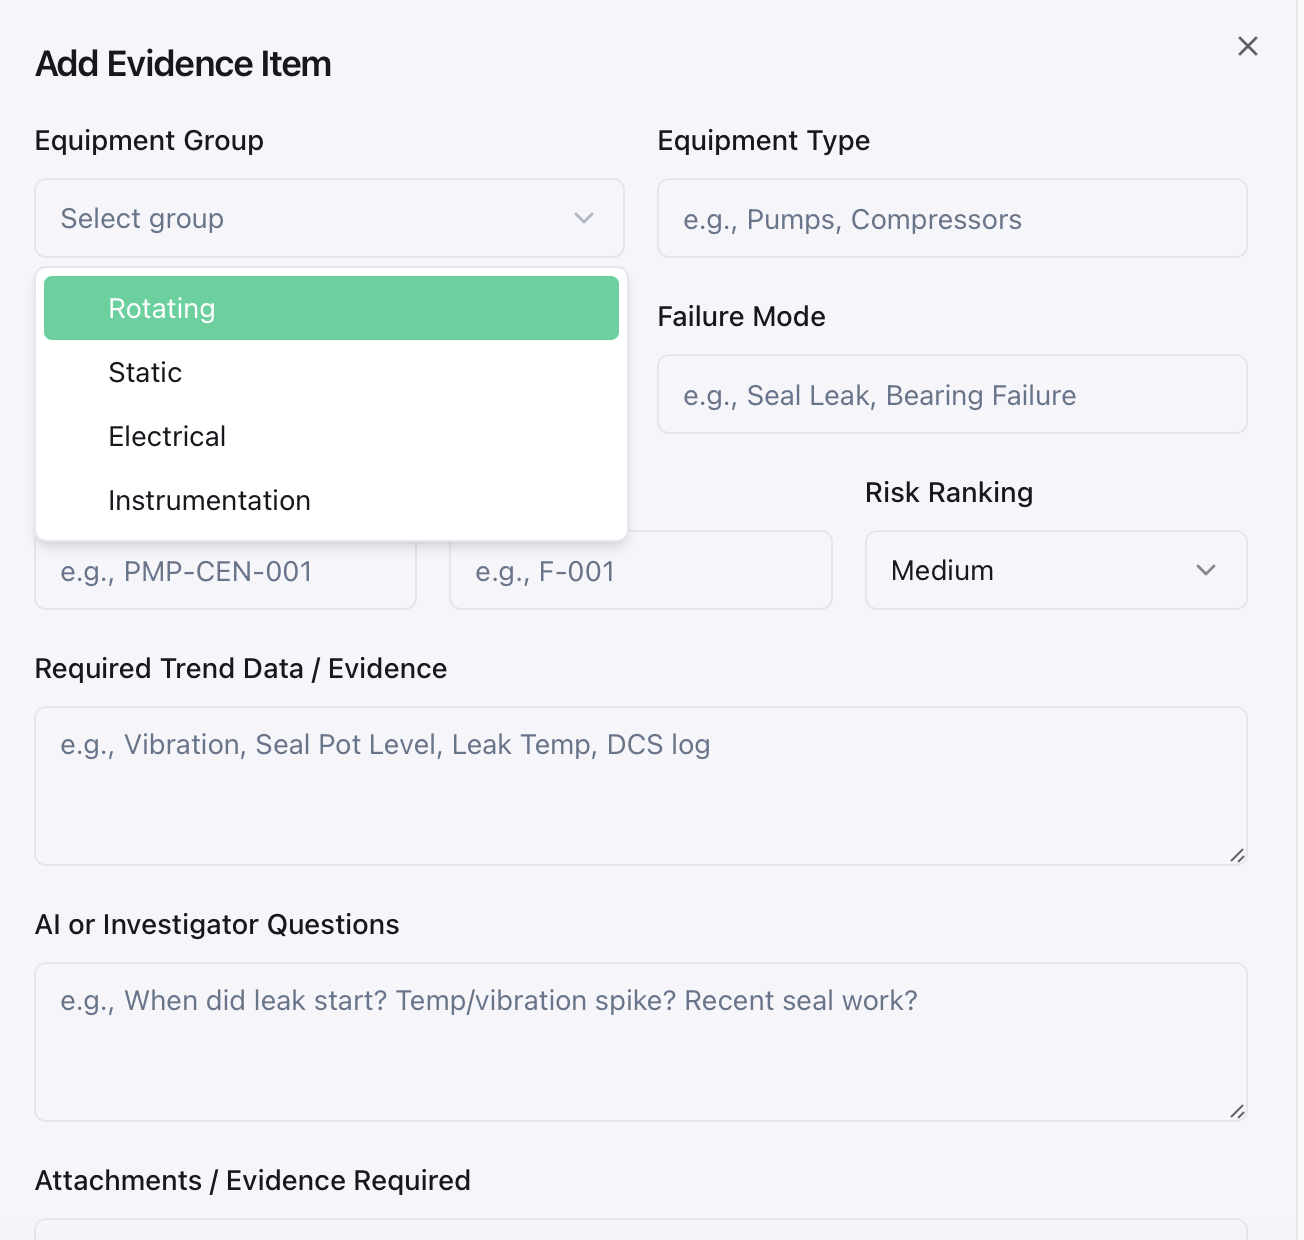 Add Evidence Item
Equipment Group
Equipment Type
Select group
e.g., Pumps, Compressors
Rotating
Static
Electrical
Instrumentation
Failure Mode
e.g., Seal Leak, Bearing Failure
Risk Ranking
e.g., PMP-CEN-001
e.g., F-001
Medium
Required Trend Data / Evidence
e.g., Vibration, Seal Pot Level, Leak Temp, DCS log
AI or Investigator Questions
e.g., When did leak start? Temp/vibration spike? Recent seal work?
Attachments / Evidence Required